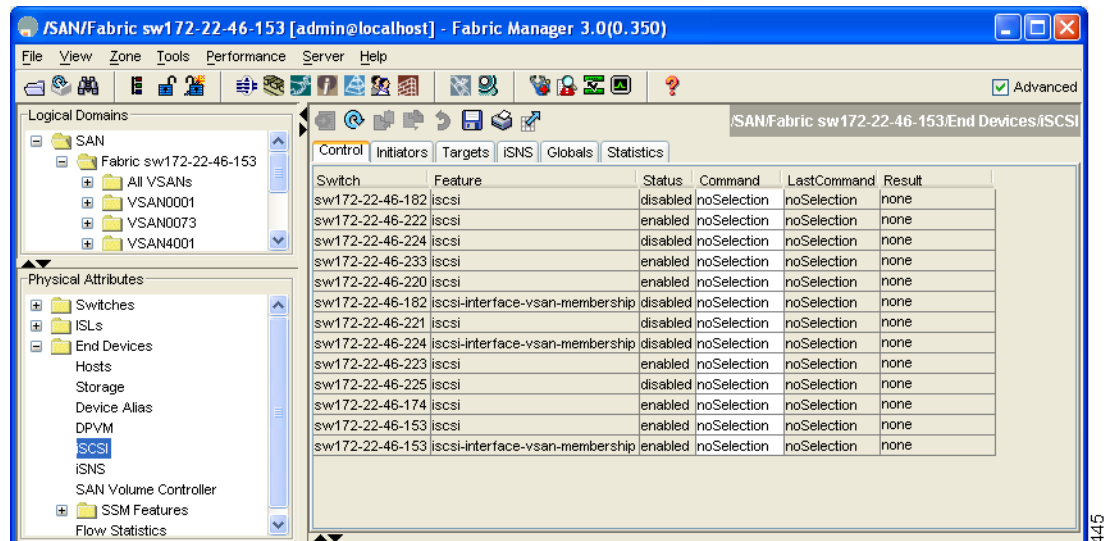 /SAN/Fabric sw172-22-46-153 [admin@localhost] - Fabric Manager 3.0(0.350)
File View Zone Tools Performance Server Help
Advanced
Logical Domains
SAN
Fabric sw172-22-46-153
All VSANs
VSAN0001
VSAN0073
VSAN4001
Physical Attributes
Switches
ISLs
End Devices
Hosts
Storage
Device Alias
DPVM
iSCSI
iSNS
SAN Volume Controller
SSM Features
Flow Statistics
/SAN/Fabric sw172-22-46-153/End Devices/iSCSI
Control Initiators Targets iSNS Globals Statistics
Switch Feature Status Command LastCommand Result
sw172-22-46-182 iscsi disabled noSelection noSelection none
sw172-22-46-222 iscsi enabled noSelection noSelection none
sw172-22-46-224 iscsi disabled noSelection noSelection none
sw172-22-46-233 iscsi enabled noSelection noSelection none
sw172-22-46-220 iscsi enabled noSelection noSelection none
sw172-22-46-182 iscsi-interface-vsan-membership disabled noSelection noSelection none
sw172-22-46-221 iscsi disabled noSelection noSelection none
sw172-22-46-224 iscsi-interface-vsan-membership disabled noSelection noSelection none
sw172-22-46-223 iscsi enabled noSelection noSelection none
sw172-22-46-225 iscsi disabled noSelection noSelection none
sw172-22-46-174 iscsi enabled noSelection noSelection none
sw172-22-46-153 iscsi enabled noSelection noSelection none
sw172-22-46-153 iscsi-interface-vsan-membership enabled noSelection noSelection none
445